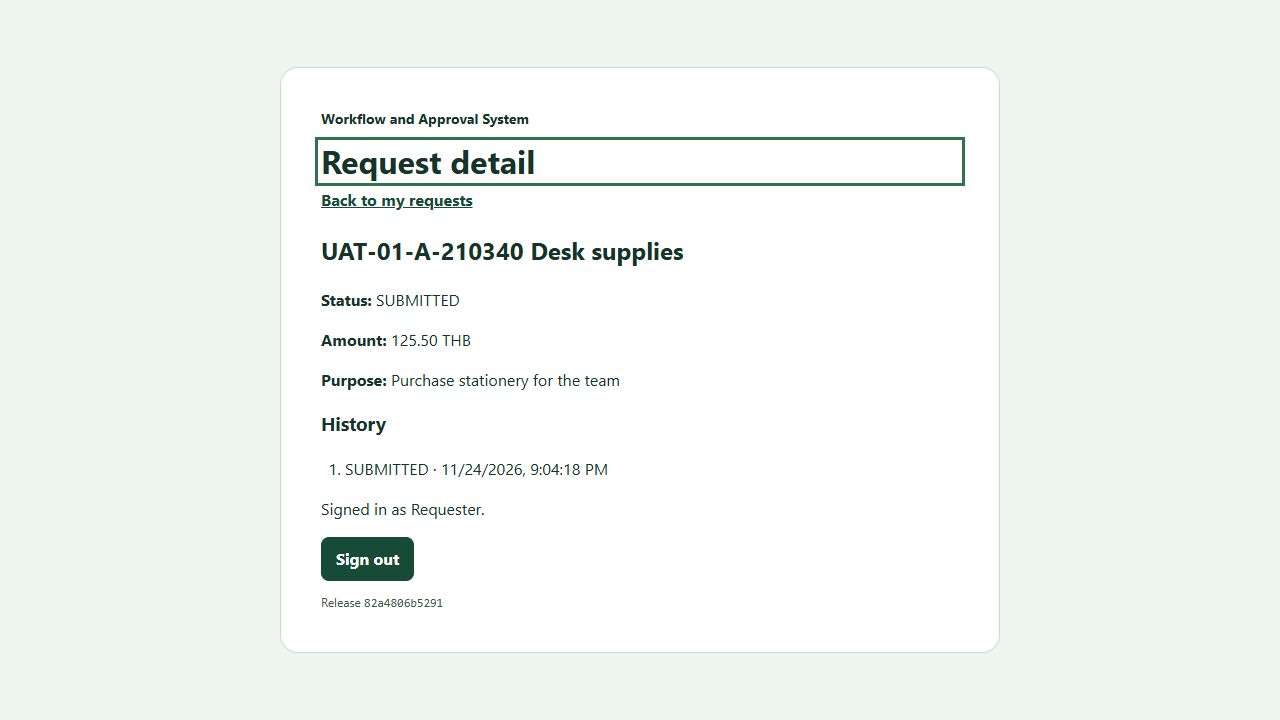 Workflow and Approval System
Request detail
Back to my requests
UAT-01-A-210340 Desk supplies
Status: SUBMITTED
Amount: 125.50 THB
Purpose: Purchase stationery for the team
History
1. SUBMITTED · 11/24/2026, 9:04:18 PM
Signed in as Requester.
Sign out
Release 82a4806b5291